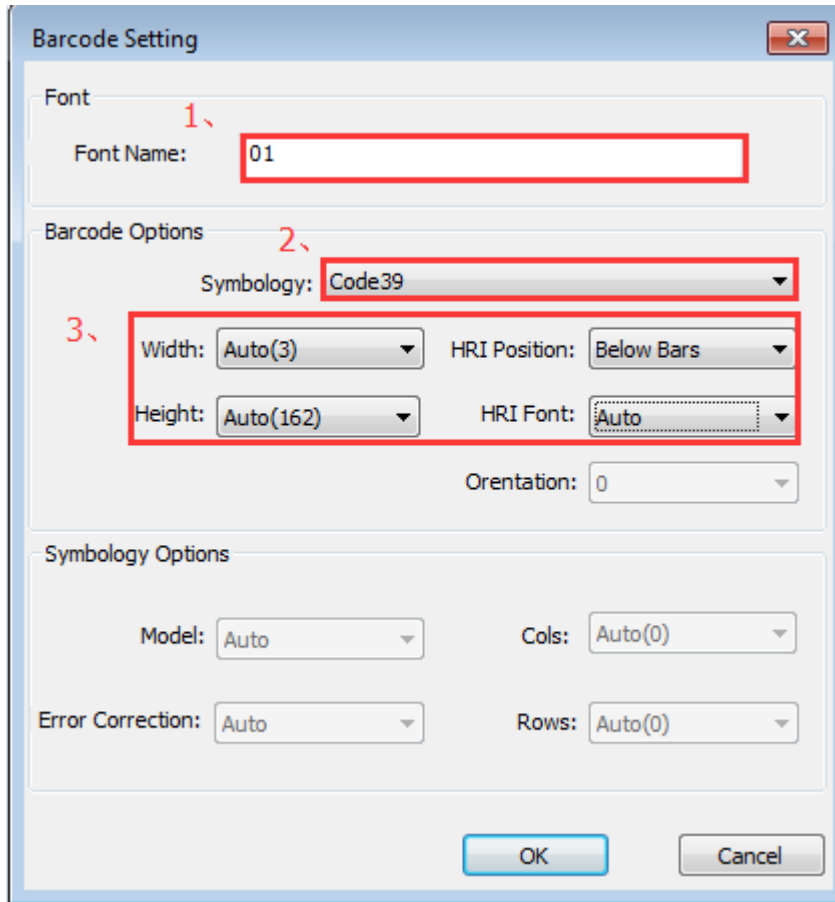 Barcode Setting
Font
1、
Font Name: 01
Barcode Options
2、
Symbology: Code39
3、
Width: Auto(3) HRI Position: Below Bars
Height: Auto(162) HRI Font: Auto
Orentation: 0
Symbology Options
Model: Auto Cols: Auto(0)
Error Correction: Auto Rows: Auto(0)
OK Cancel